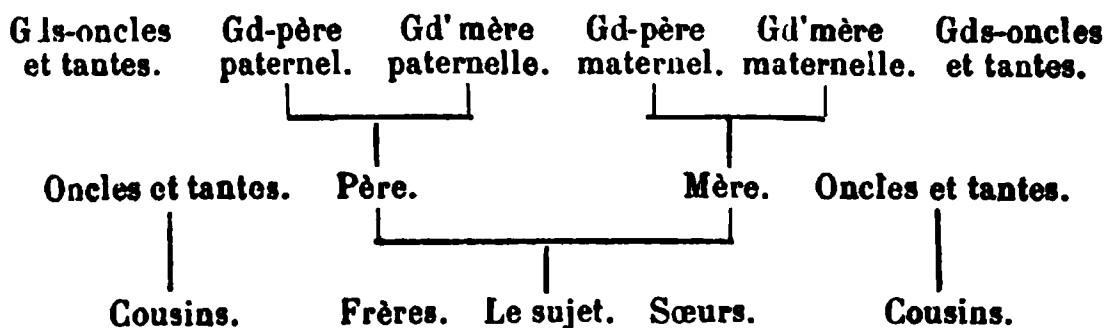 Gds-oncles Gd-père Gd'mère Gd-père Gd'mère Gds-oncles
et tantes. paternel. paternelle. maternel. maternelle. et tantes.
Oncles et tantes. Père. Mère. Oncles et tantes.
Cousins. Frères. Le sujet. Sœurs. Cousins.